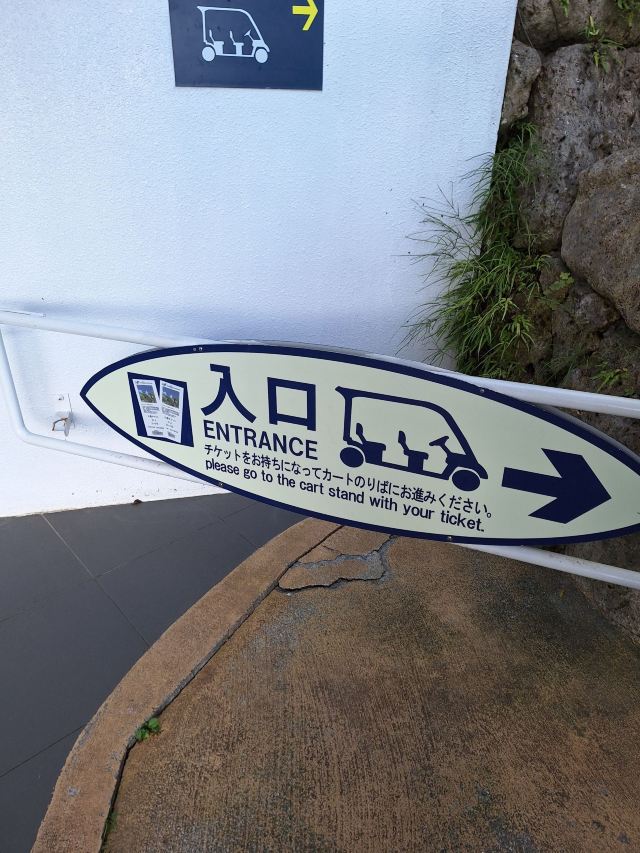 入口
ENTRANCE
チケットをお持ちになってカートのりばにお進みください。
please go to the cart stand with your ticket.